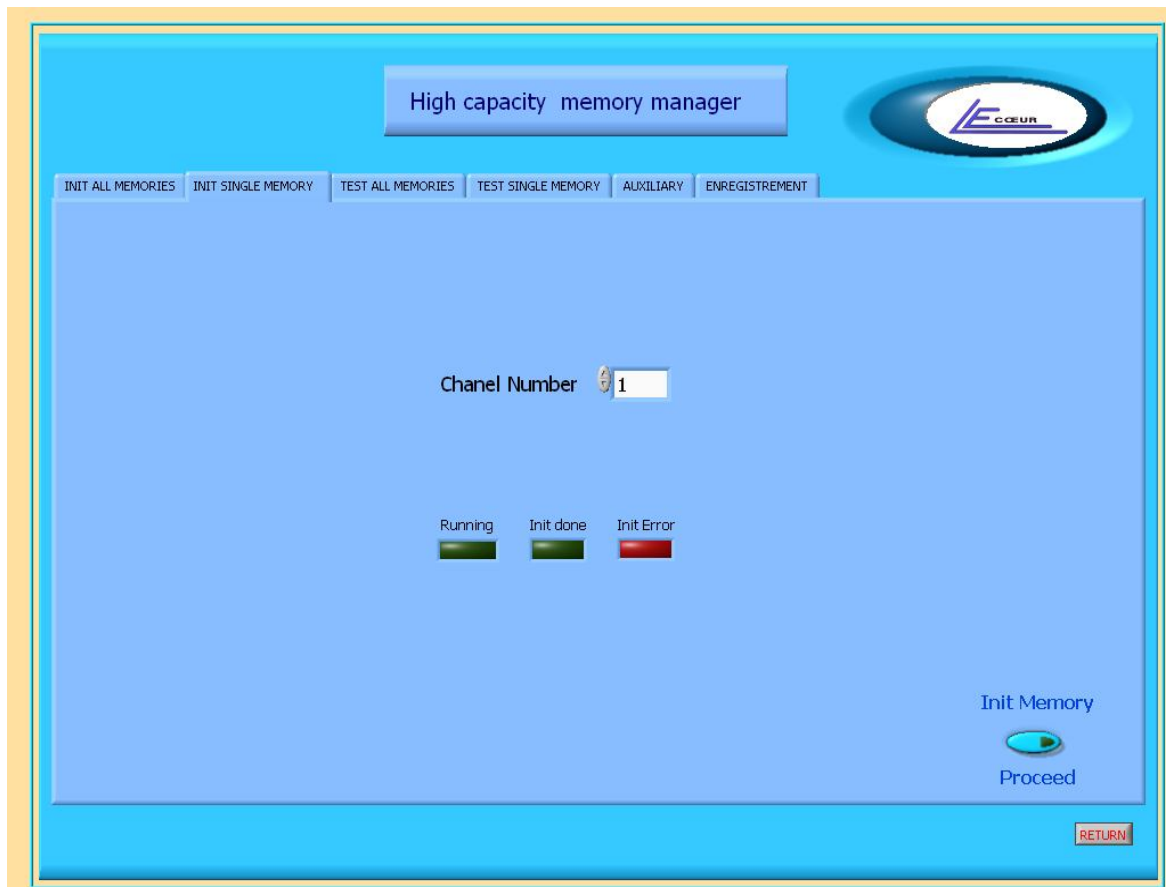 High capacity memory manager
LE CŒUR
INIT ALL MEMORIES INIT SINGLE MEMORY TEST ALL MEMORIES TEST SINGLE MEMORY AUXILIARY ENREGISTREMENT
Chanel Number 1
Running Init done Init Error
Init Memory
Proceed
RETURN